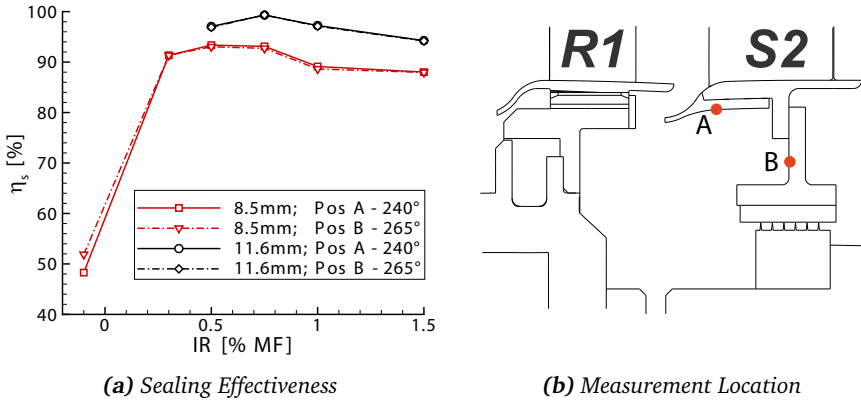 100
90
80
70
60
50
40
ηs [%]
0
0.5
1
1.5
IR [% MF]
8.5mm; Pos A - 240°
8.5mm; Pos B - 265°
11.6mm; Pos A - 240°
11.6mm; Pos B - 265°
(a) Sealing Effectiveness
R1
S2
A
B
(b) Measurement Location